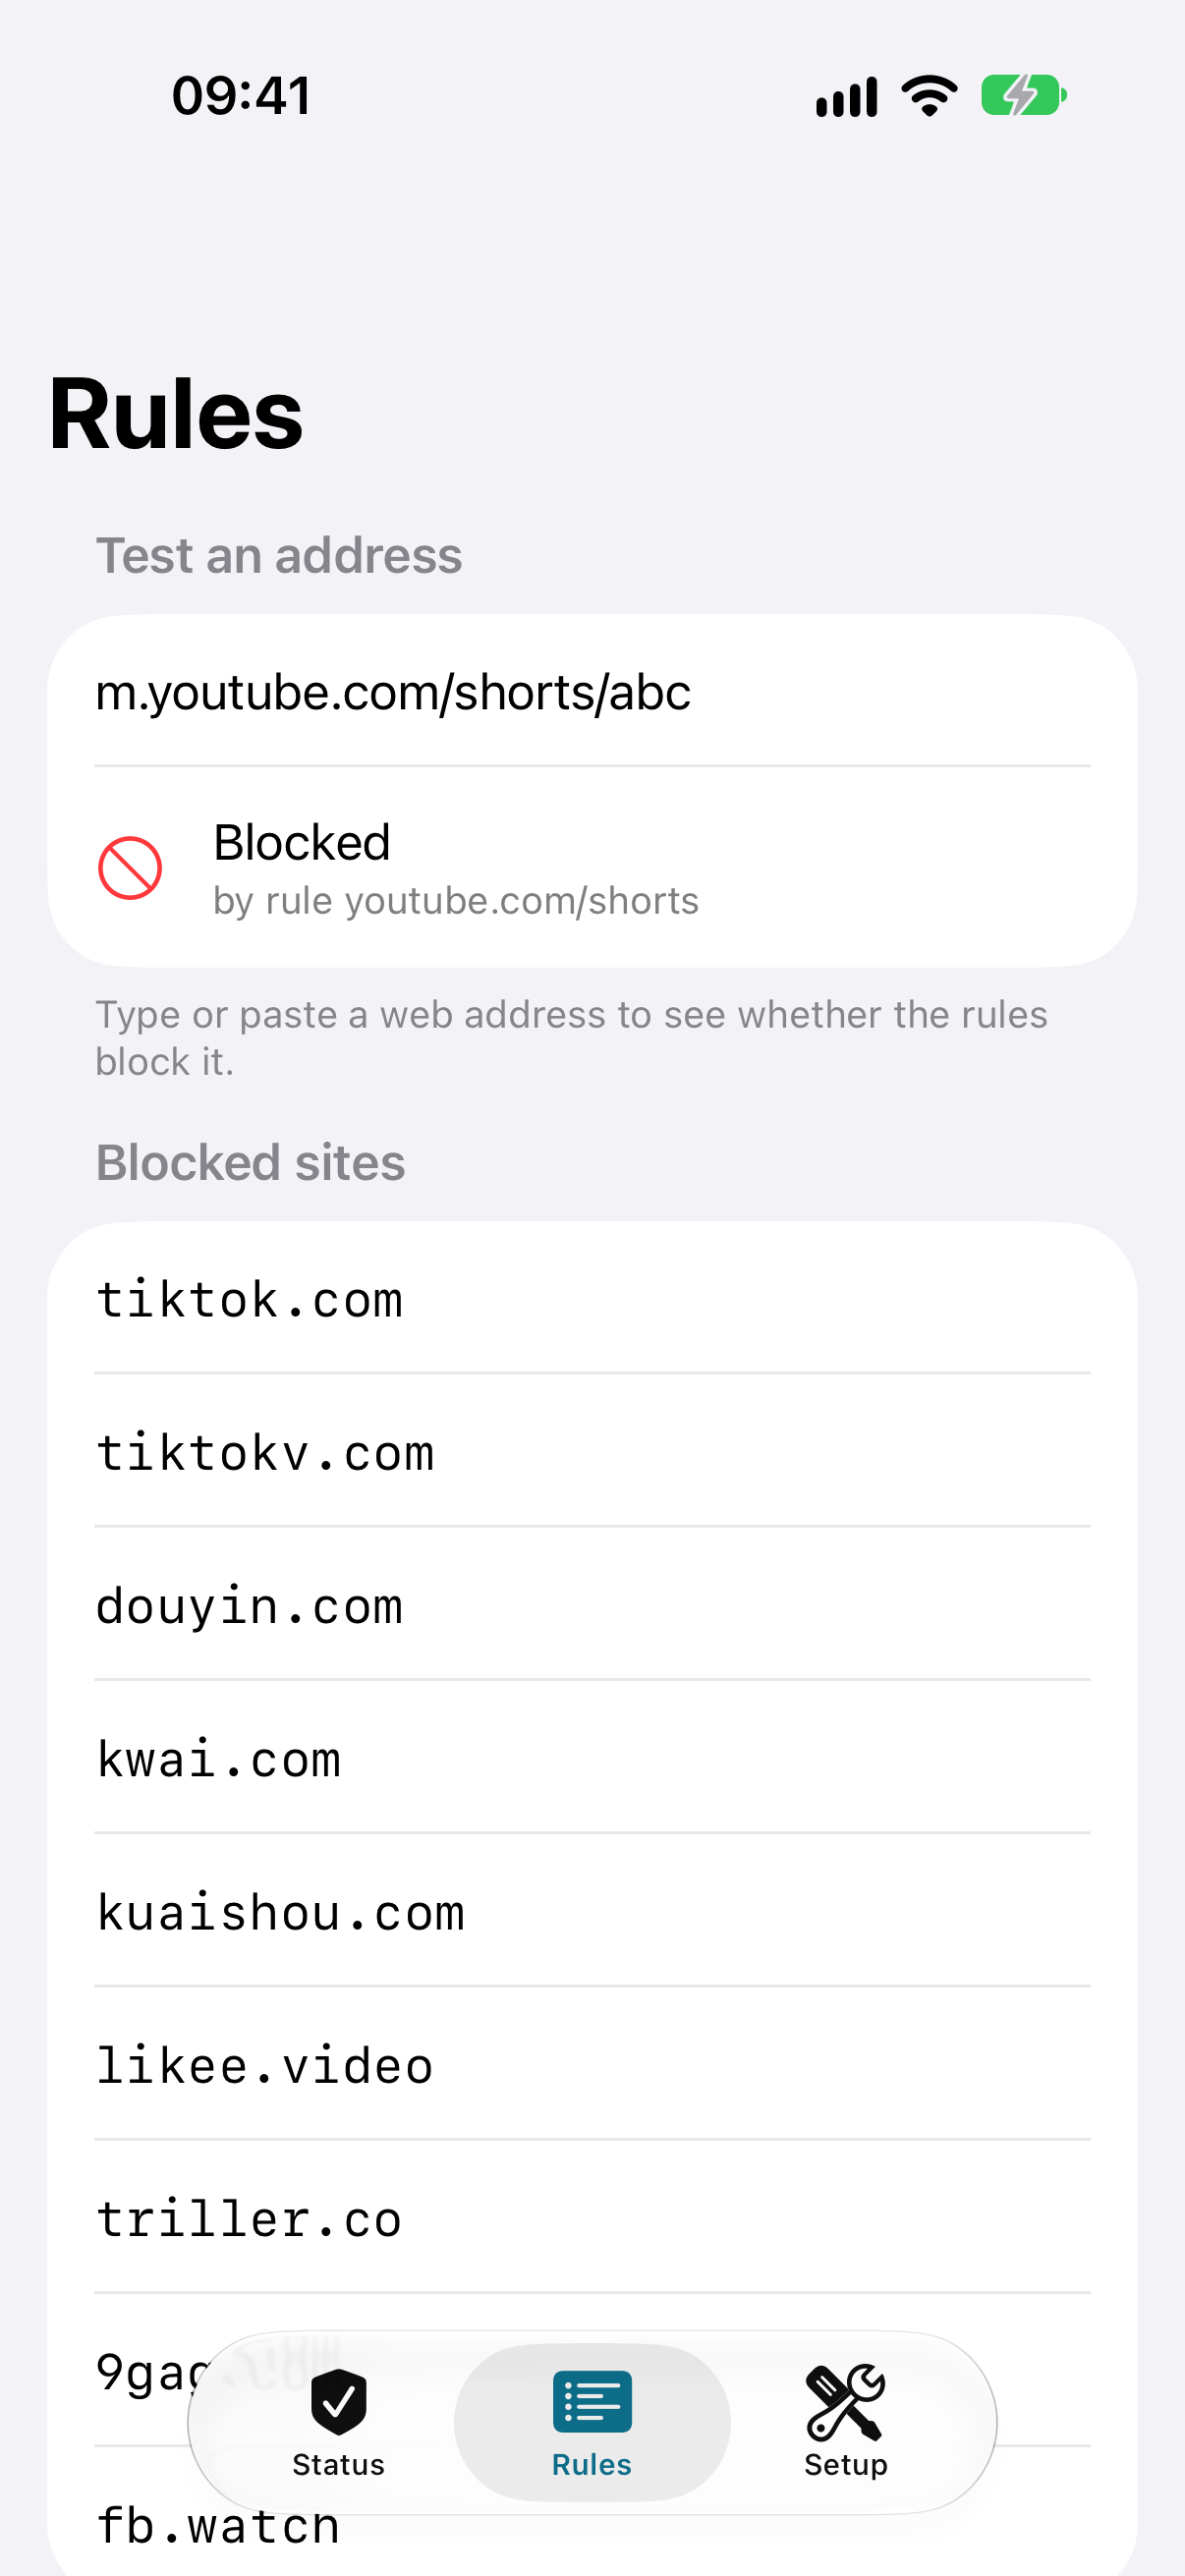 09:41
Rules
Test an address
m.youtube.com/shorts/abc
Blocked
by rule youtube.com/shorts
Type or paste a web address to see whether the rules
block it.
Blocked sites
tiktok.com
tiktokv.com
douyin.com
kwai.com
kuaishou.com
likee.video
triller.co
fb.watch
Status
Rules
Setup